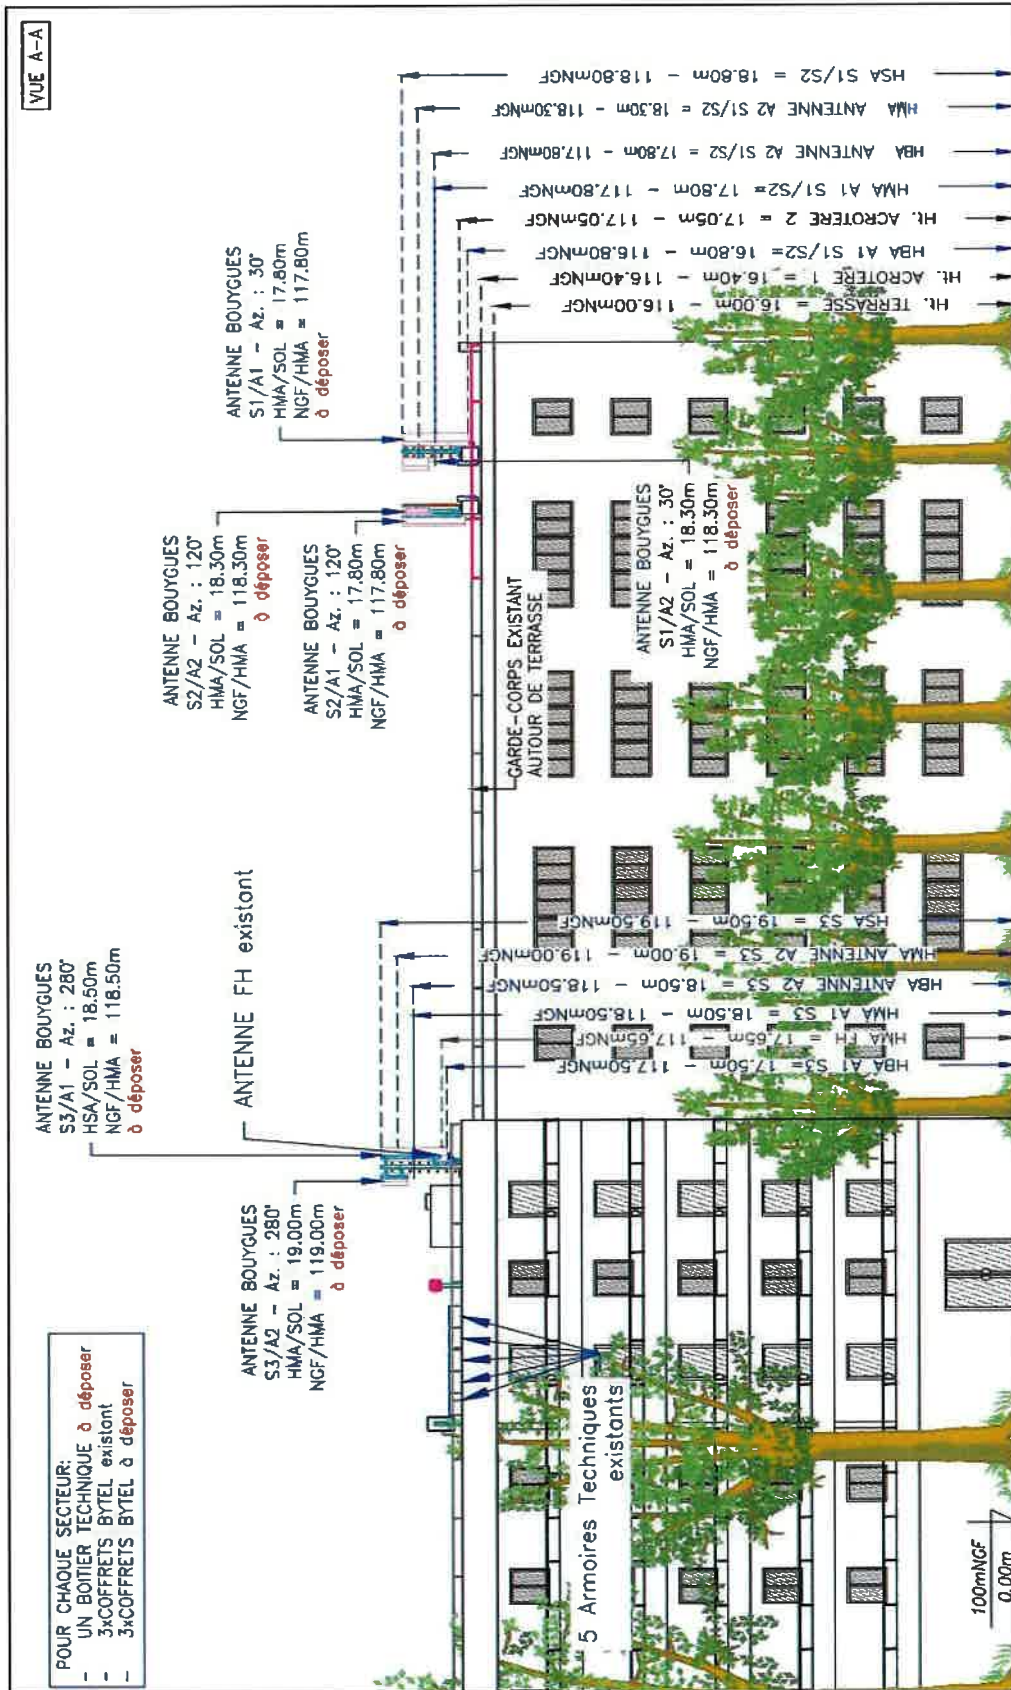 VUE A-A
POUR CHAQUE SECTEUR:
- UN BOITIER TECHNIQUE à déposer
- 3xCOFFRETS BYTEL existant
- 3xCOFFRETS BYTEL à déposer
ANTENNE BOUYGUES
S3/A1 - Az. : 280°
HSA/SOL = 18.50m
NGF/HMA = 118.50m
à déposer
ANTENNE FH existant
ANTENNE BOUYGUES
S3/A2 - Az. : 280°
HMA/SOL = 19.00m
NGF/HMA = 119.00m
à déposer
ANTENNE BOUYGUES
S2/A2 - Az. : 120°
HMA/SOL = 18.30m
NGF/HMA = 118.30m
à déposer
ANTENNE BOUYGUES
S2/A1 - Az. : 120°
HMA/SOL = 17.80m
NGF/HMA = 117.80m
à déposer
ANTENNE BOUYGUES
S1/A1 - Az. : 30°
HMA/SOL = 17.80m
NGF/HMA = 117.80m
à déposer
GARDE-CORPS EXISTANT
AUTOUR DE TERRASSE
ANTENNE BOUYGUES
S1/A2 - Az. : 30°
HMA/SOL = 18.30m
NGF/HMA = 118.30m
à déposer
5 Armoires Techniques
existants
HBA A1 S3= 17.50m - 117.50mNGF
HMA FH = 17.65m - 117.65mNGF
HMA A1 S3 = 18.50m - 118.50mNGF
HBA ANTENNE A2 S3 = 18.50m - 118.50mNGF
HMA ANTENNE A2 S3 = 19.00m - 119.00mNGF
HSA S3 = 19.50m - 119.50mNGF
Ht. TERRASSE = 16.00m - 116.00mNGF
Ht. ACROTERE 1 = 16.40m - 116.40mNGF
HBA A1 S1/S2= 16.80m - 116.80mNGF
Ht. ACROTERE 2 = 17.05m - 117.05mNGF
HMA A1 S1/S2= 17.80m - 117.80mNGF
HBA ANTENNE A2 S1/S2 = 17.80m - 117.80mNGF
HMA ANTENNE A2 S1/S2 = 18.30m - 118.30mNGF
HSA S1/S2 = 18.80m - 118.80mNGF
100mNGF
0.00m